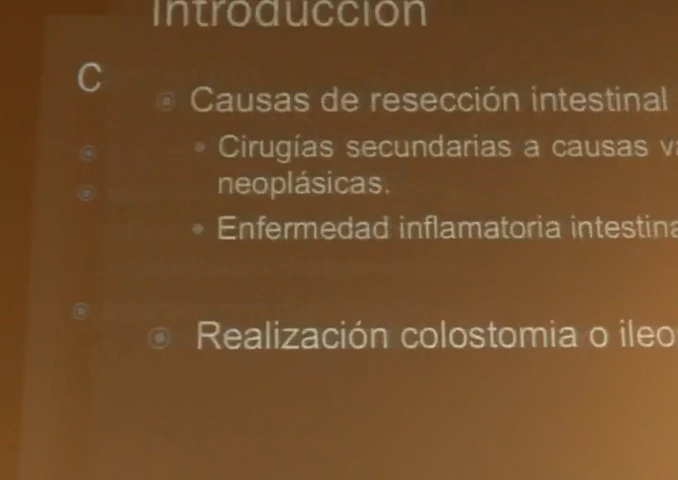 Introducción
C
Causas de resección intestinal
Cirugías secundarias a causas
neoplásicas.
Enfermedad inflamatoria
Realización colostomia o